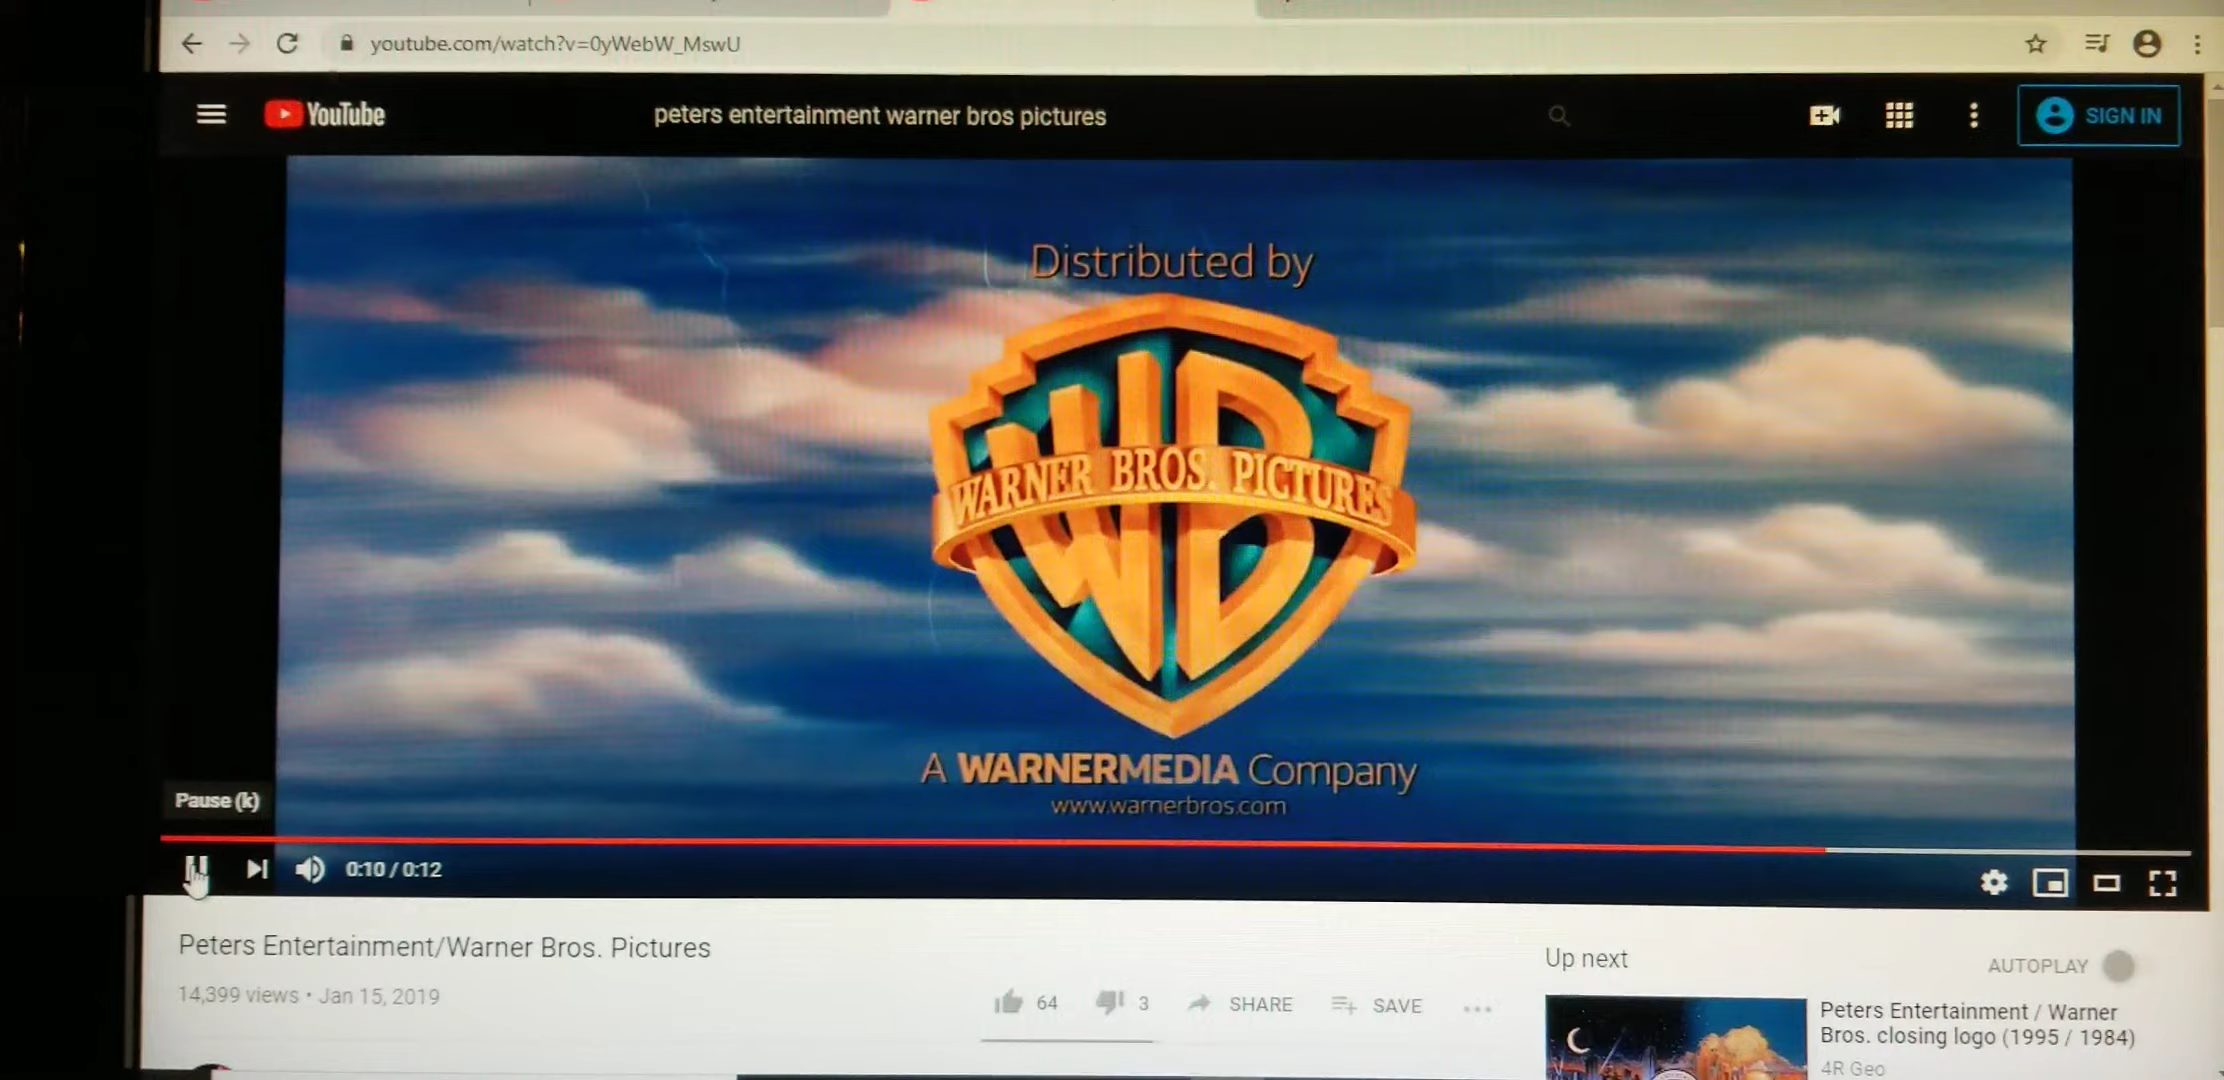 youtube.com/watch?v=0yWebW_MswU
YouTube
peters entertainment warner bros pictures
SIGN IN
Distributed by
WB
WARNER BROS. PICTURES
A WARNERMEDIA Company
www.warnerbros.com
Pause (k)
0:10 / 0:12
Peters Entertainment/Warner Bros. Pictures
14,399 views • Jan 15, 2019
64
3
SHARE
SAVE
Up next
AUTOPLAY
Peters Entertainment / Warner
Bros. closing logo (1995 / 1984)
4R Geo